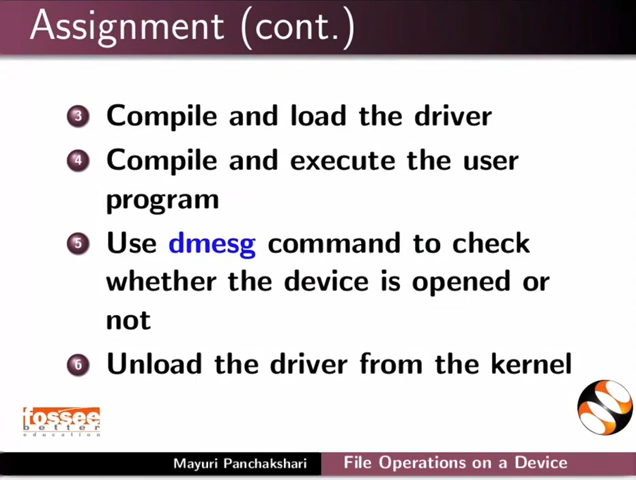 Assignment (cont.)
3 Compile and load the driver
4 Compile and execute the user
program
5 Use dmesg command to check
whether the device is opened or
not
6 Unload the driver from the kernel
fossee
better
education
Mayuri Panchakshari File Operations on a Device